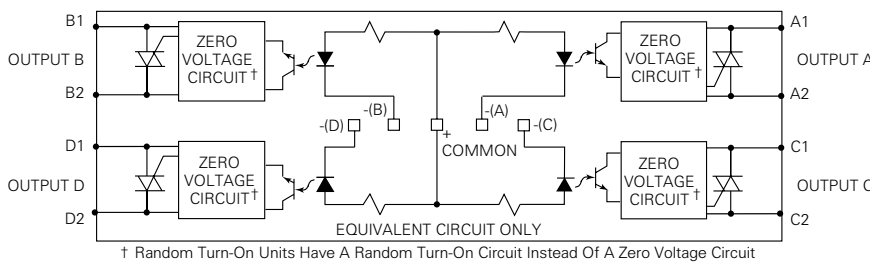 B1
OUTPUT B
B2
ZERO
VOLTAGE
CIRCUIT†
ZERO
VOLTAGE
CIRCUIT†
A1
OUTPUT A
A2
-(D)
-(B)
+
COMMON
-(A)
-(C)
D1
OUTPUT D
D2
ZERO
VOLTAGE
CIRCUIT†
ZERO
VOLTAGE
CIRCUIT†
C1
OUTPUT C
C2
EQUIVALENT CIRCUIT ONLY
† Random Turn-On Units Have A Random Turn-On Circuit Instead Of A Zero Voltage Circuit